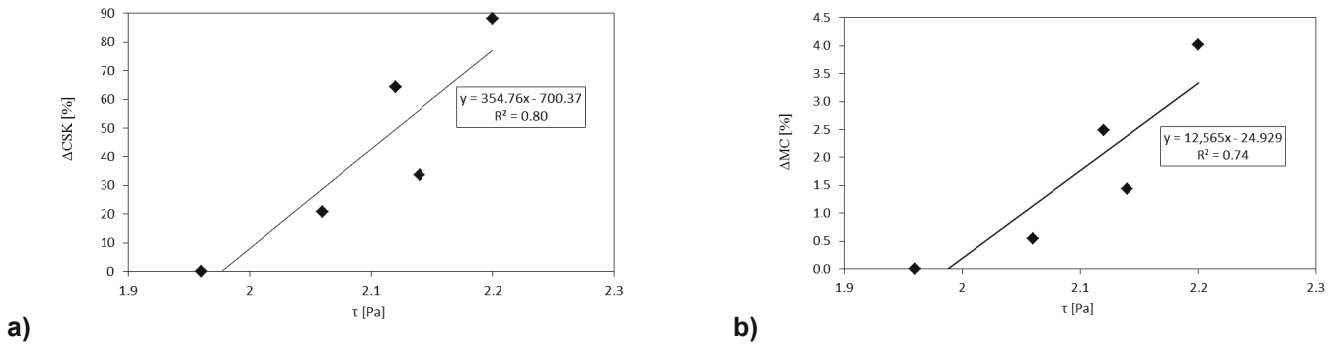 90
80
70
60
50
40
30
20
10
0
ΔCSK [%]
y = 354.76x - 700.37
R² = 0.80
1.9 2 2.1 2.2 2.3
τ [Pa]
a)
4.5
4.0
3.5
3.0
2.5
2.0
1.5
1.0
0.5
0.0
ΔMC [%]
y = 12,565x - 24.929
R² = 0.74
1.9 2 2.1 2.2 2.3
τ [Pa]
b)